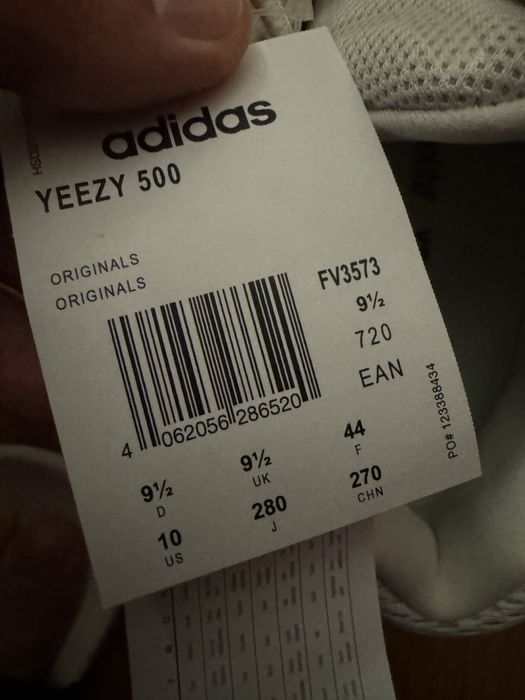 adidas
YEEZY 500
ORIGINALS
ORIGINALS
FV3573
9½
720
EAN
4 062056 286520
PO# 123388434
9½ 9½ 44
D UK F
10 280 270
US J CHN